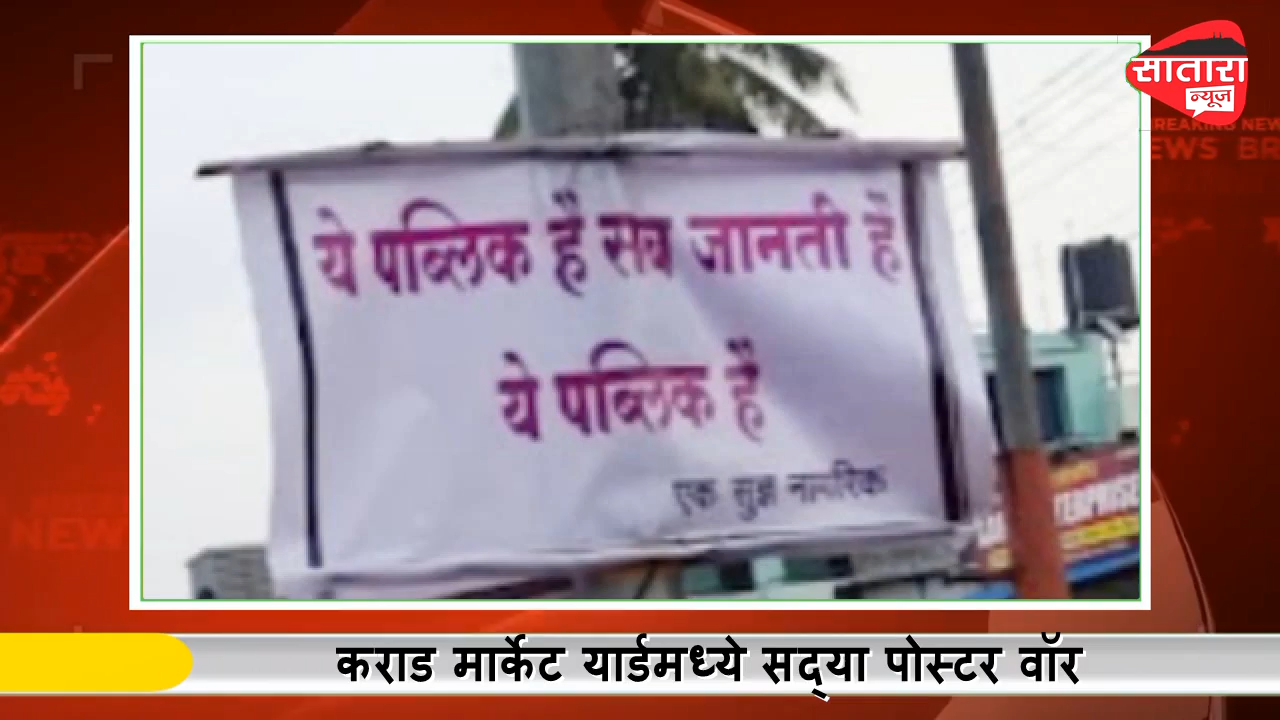 सातारा
न्यूज
ये पब्लिक हैं सब जानती हैं
ये पब्लिक हैं
एक सुज्ञ नागरिक
कराड मार्केट यार्डमध्ये सद्या पोस्टर वॉर